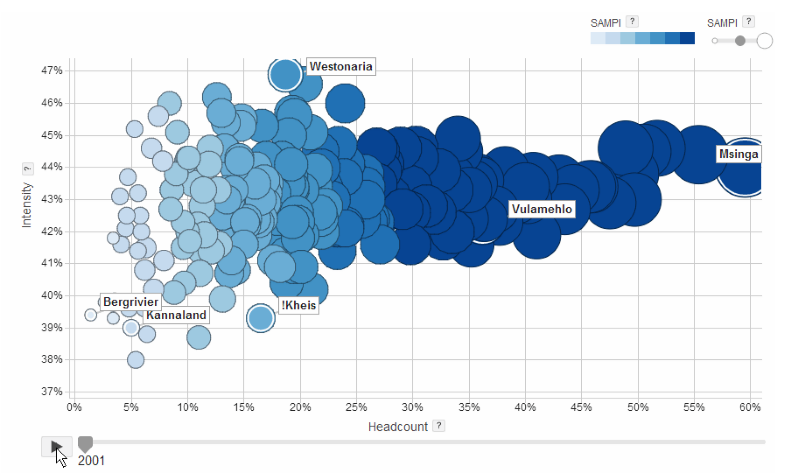 SAMPI ? SAMPI ?
47%
Westonaria
46%
45%
44%
Msinga
43%
Vulamehlo
42%
41%
40%
Bergrivier
!Kheis
Kannaland
39%
38%
37%
Intensity ?
0% 5% 10% 15% 20% 25% 30% 35% 40% 45% 50% 55% 60%
Headcount ?
2001